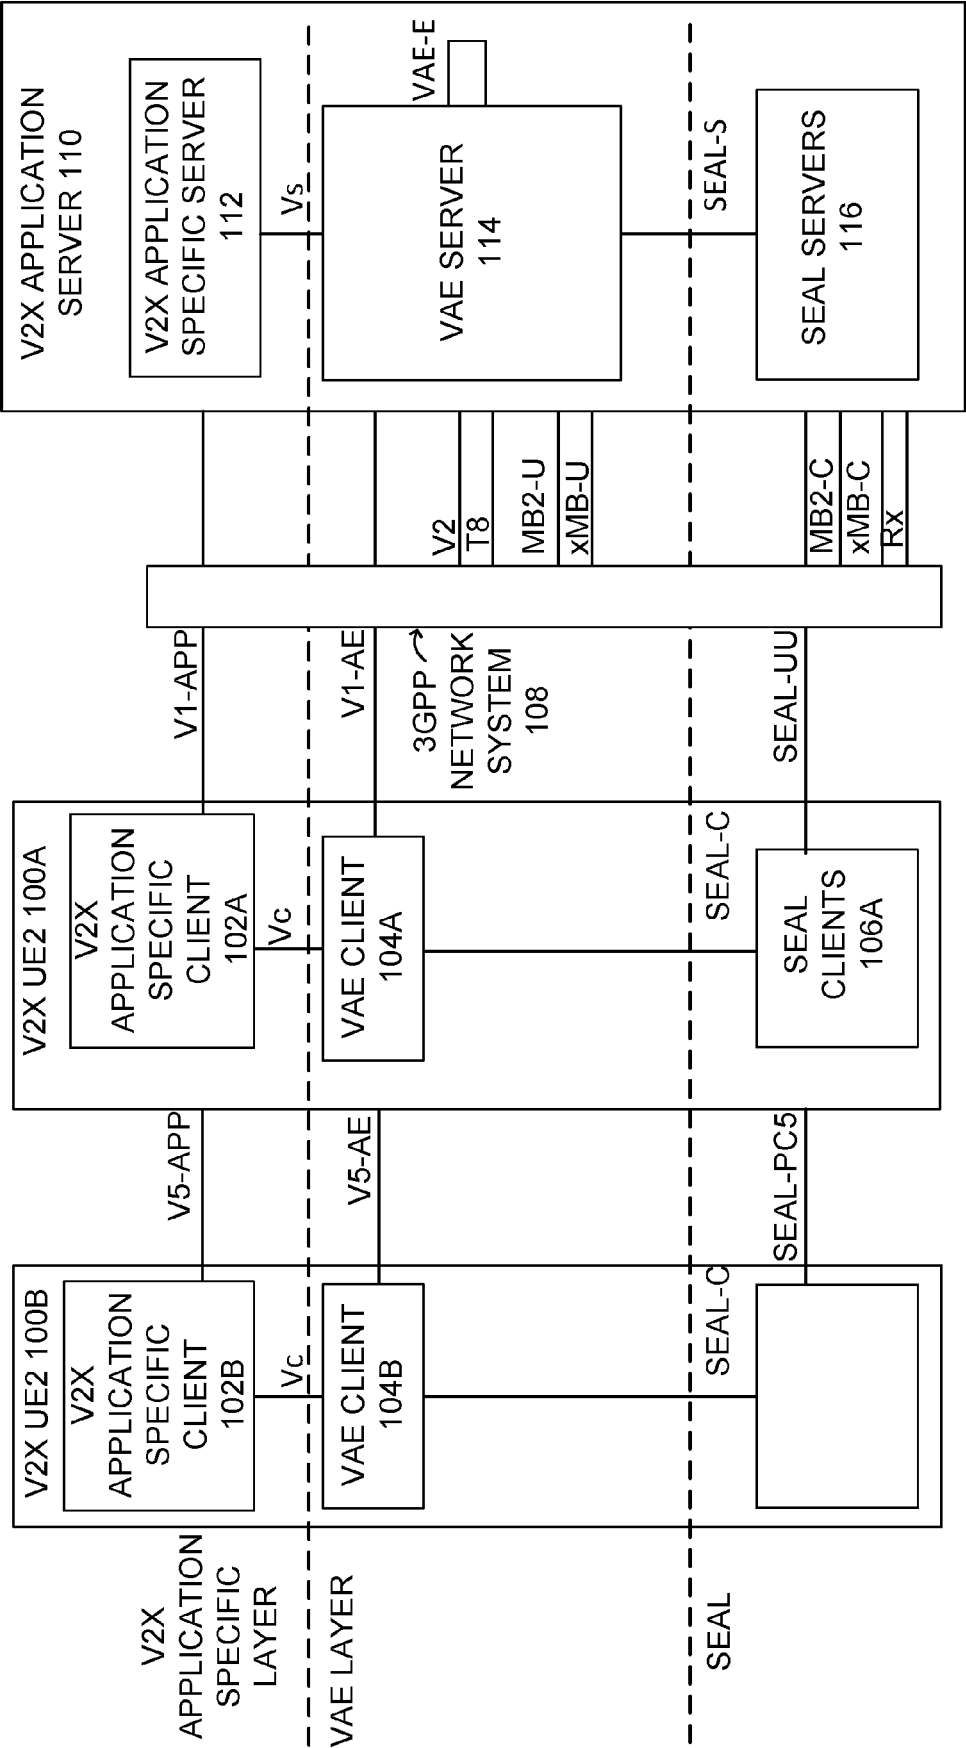 V2X UE2 100B
V2X
APPLICATION
SPECIFIC
CLIENT
102B
Vc
VAE CLIENT
104B
SEAL-C
V5-APP
V5-AE
SEAL-PC5
V2X UE2 100A
V2X
APPLICATION
SPECIFIC
CLIENT
102A
Vc
VAE CLIENT
104A
SEAL-C
SEAL
CLIENTS
106A
V1-APP
V1-AE
3GPP
NETWORK
SYSTEM
108
SEAL-UU
V2
T8
MB2-U
xMB-U
MB2-C
xMB-C
Rx
V2X APPLICATION
SERVER 110
V2X APPLICATION
SPECIFIC SERVER
112
Vs
VAE-E
VAE SERVER
114
SEAL-S
SEAL SERVERS
116
V2X
APPLICATION
SPECIFIC
LAYER
VAE LAYER
SEAL